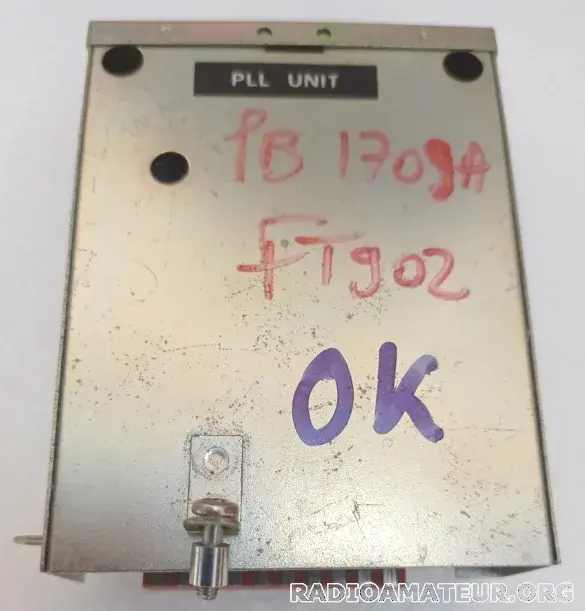 PLL UNIT
PB 1709A
FT902
OK
RADIOAMATEUR.ORG